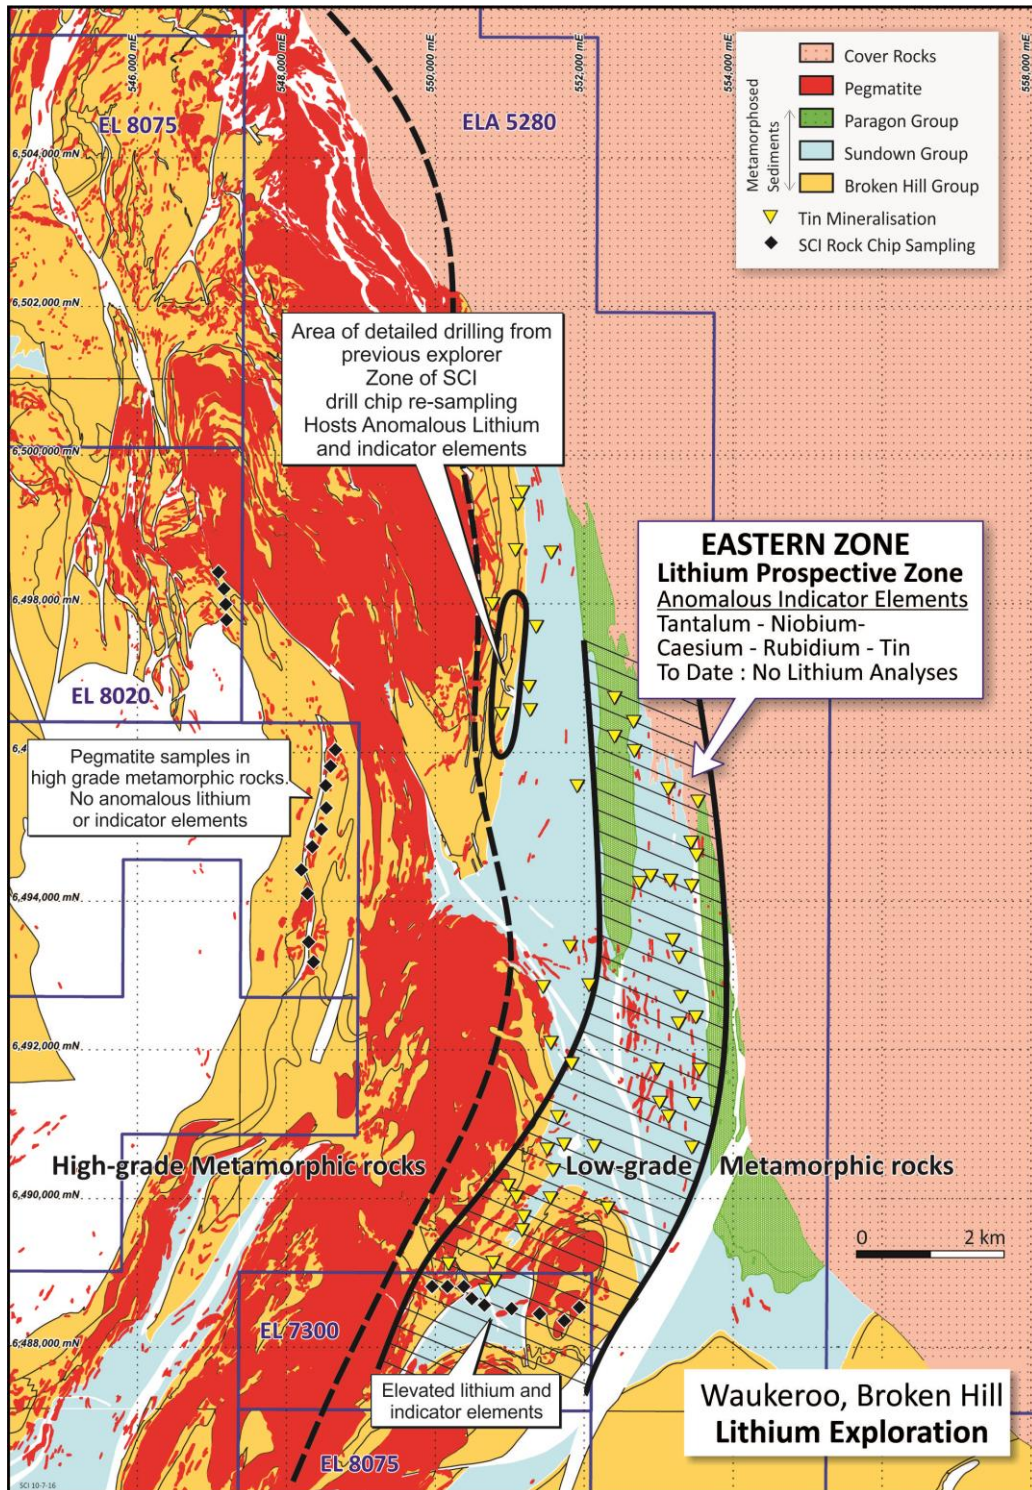 546,000 mE
548,000 mE
550,000 mE
552,000 mE
554,000 mE
558,000 mE
Cover Rocks
Pegmatite
Paragon Group
Sundown Group
Broken Hill Group
Metamorphosed
Sediments
Tin Mineralisation
SCI Rock Chip Sampling
EL 8075
ELA 5280
6,504,000 mN
6,502,000 mN
Area of detailed drilling from
previous explorer
Zone of SCI
drill chip re-sampling
Hosts Anomalous Lithium
and indicator elements
6,500,000 mN
EASTERN ZONE
Lithium Prospective Zone
Anomalous Indicator Elements
Tantalum - Niobium-
Caesium - Rubidium - Tin
To Date : No Lithium Analyses
6,498,000 mN
EL 8020
6,4
Pegmatite samples in
high grade metamorphic rocks.
No anomalous lithium
or indicator elements
6,494,000 mN
6,492,000 mN
High-grade Metamorphic rocks
Low-grade Metamorphic rocks
6,490,000 mN
0 2 km
EL 7300
6,488,000 mN
Elevated lithium and
indicator elements
Waukeroo, Broken Hill
Lithium Exploration
EL 8075
SCI 10-7-16